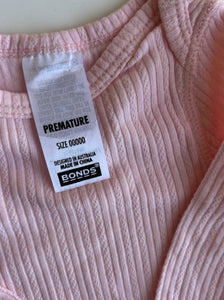 PREMATURE
SIZE 00000
DESIGNED IN AUSTRALIA
MADE IN CHINA
BONDS